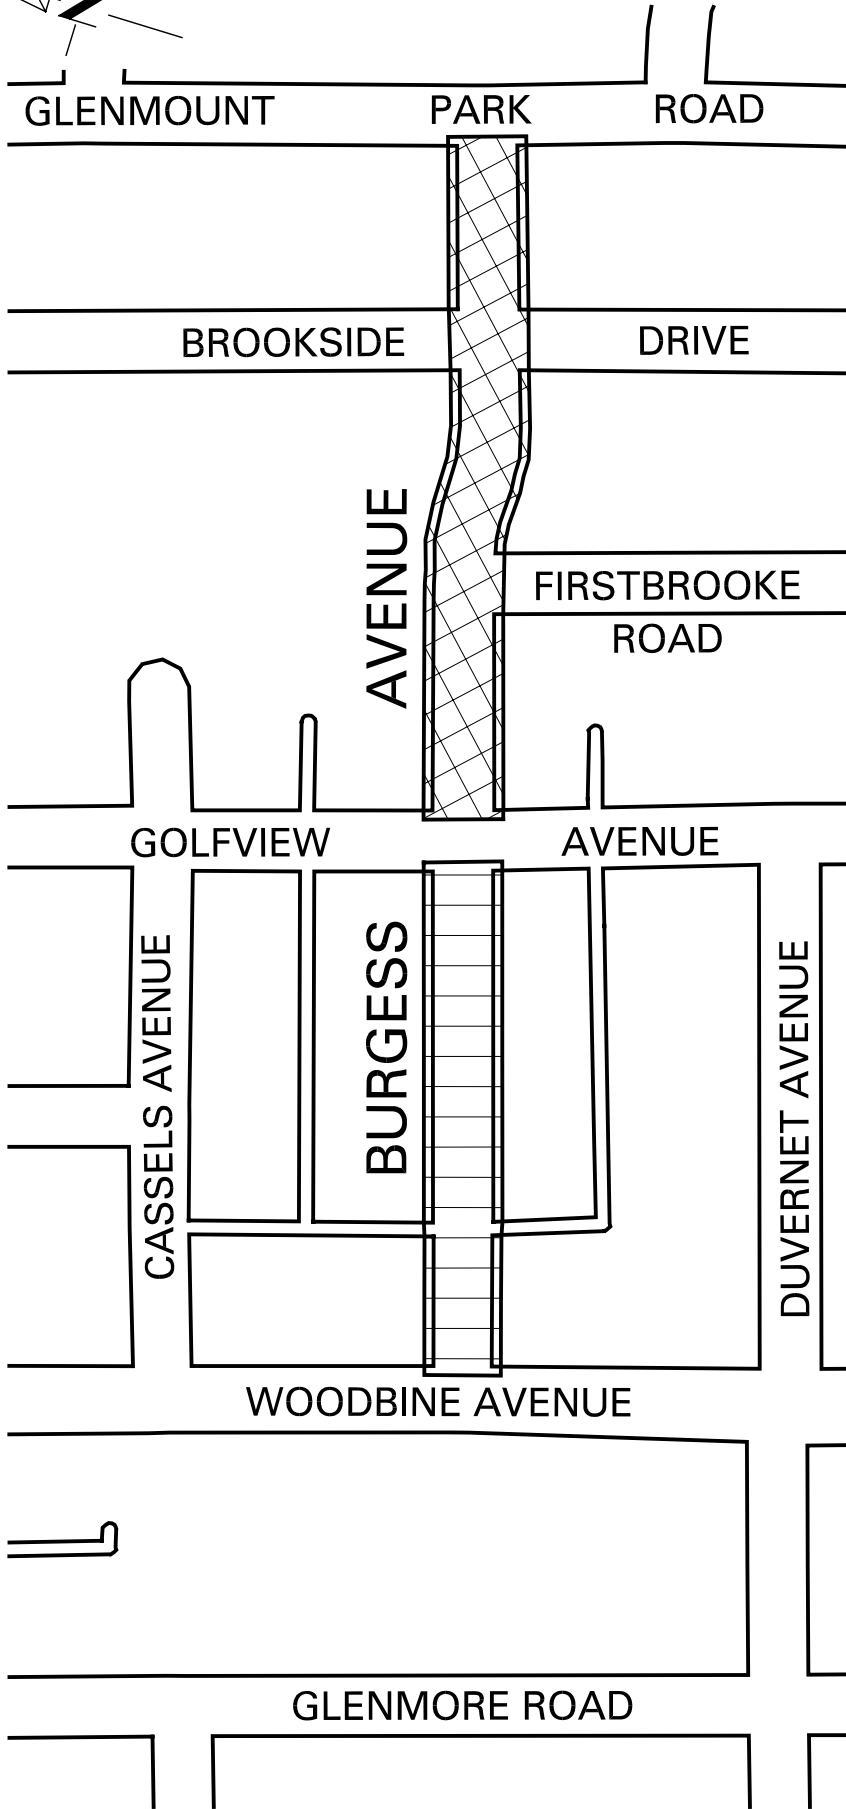 GLENMOUNT PARK ROAD
BROOKSIDE DRIVE
AVENUE
FIRSTBROOKE
ROAD
GOLFVIEW AVENUE
BURGESS
CASSELS AVENUE
DUVERNET AVENUE
WOODBINE AVENUE
GLENMORE ROAD